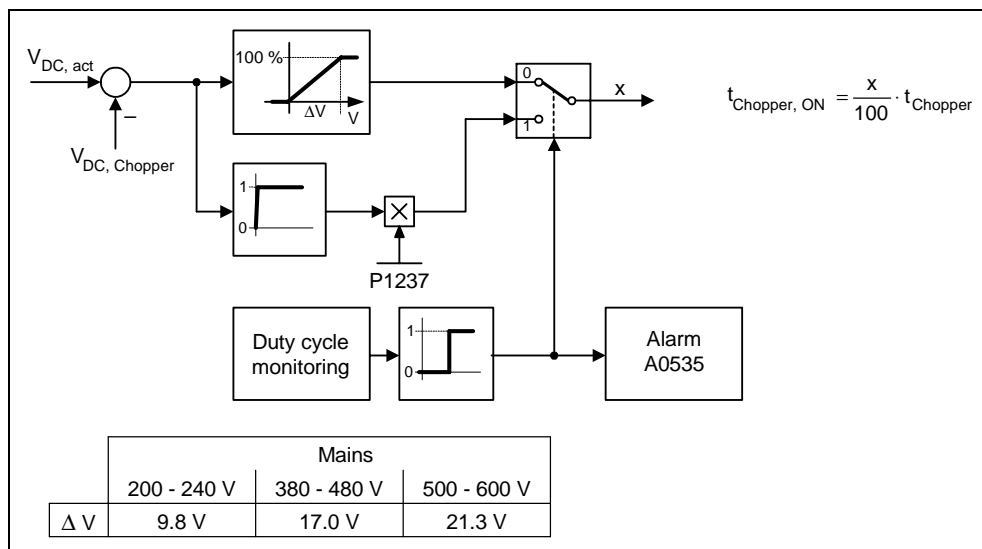 V_DC, act
–
V_DC, Chopper
100 %
ΔV
V
0
1
x
t_Chopper, ON = x/100 · t_Chopper
1
0
×
P1237
Duty cycle
monitoring
1
0
Alarm
A0535
Mains
200 - 240 V 380 - 480 V 500 - 600 V
Δ V 9.8 V 17.0 V 21.3 V